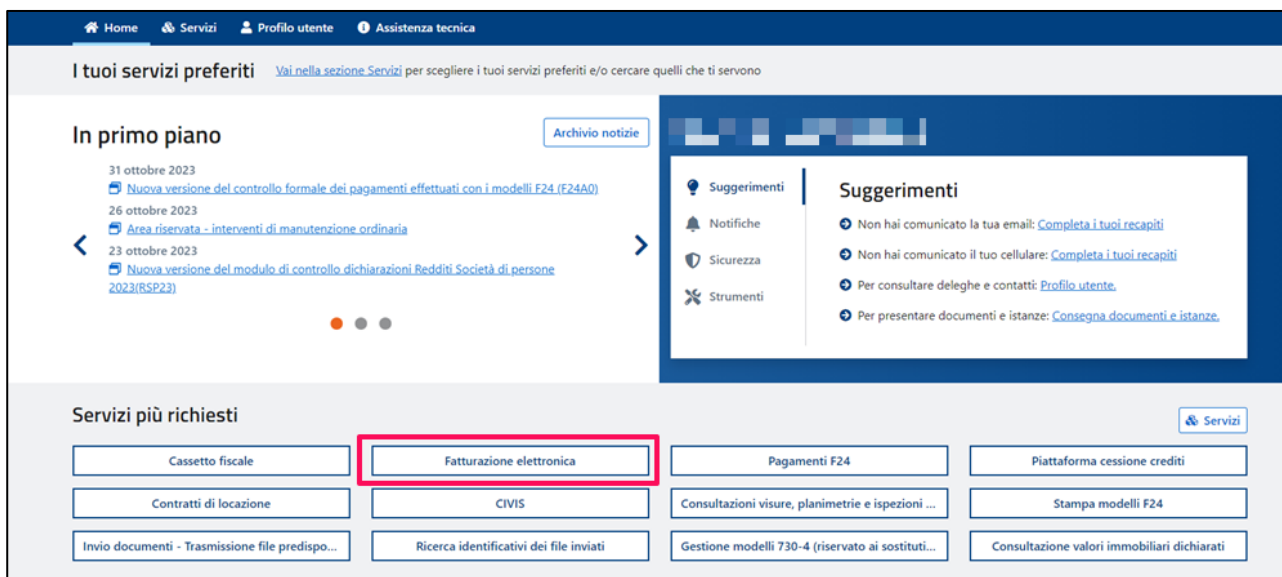 Home Servizi Profilo utente Assistenza tecnica
I tuoi servizi preferiti Vai nella sezione Servizi per scegliere i tuoi servizi preferiti e/o cercare quelli che ti servono
In primo piano
Archivio notizie
31 ottobre 2023
Nuova versione del controllo formale dei pagamenti effettuati con i modelli F24 (F24A0)
26 ottobre 2023
Area riservata - interventi di manutenzione ordinaria
23 ottobre 2023
Nuova versione del modulo di controllo dichiarazioni Redditi Società di persone
2023(RSP23)
Suggerimenti
Notifiche
Sicurezza
Strumenti
Suggerimenti
Non hai comunicato la tua email: Completa i tuoi recapiti
Non hai comunicato il tuo cellulare: Completa i tuoi recapiti
Per consultare deleghe e contatti: Profilo utente.
Per presentare documenti e istanze: Consegna documenti e istanze.
Servizi più richiesti
Servizi
Cassetto fiscale
Fatturazione elettronica
Pagamenti F24
Piattaforma cessione crediti
Contratti di locazione
CIVIS
Consultazioni visure, planimetrie e ispezioni ...
Stampa modelli F24
Invio documenti - Trasmissione file predispo...
Ricerca identificativi dei file inviati
Gestione modelli 730-4 (riservato ai sostituti...
Consultazione valori immobiliari dichiarati